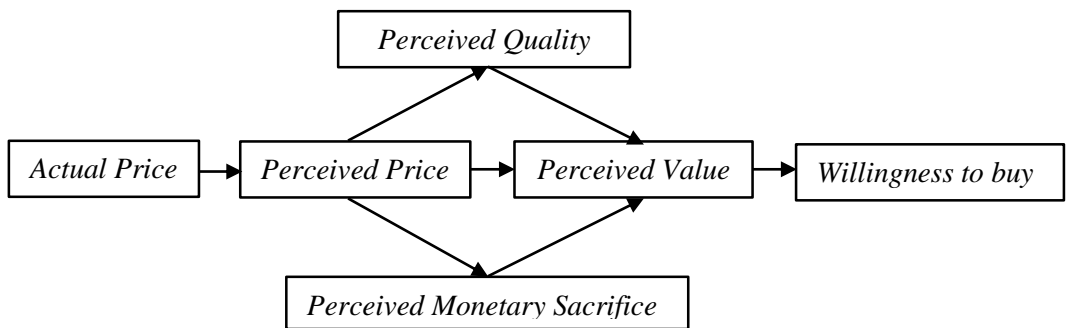 Perceived Quality
Actual Price
Perceived Price
Perceived Value
Willingness to buy
Perceived Monetary Sacrifice